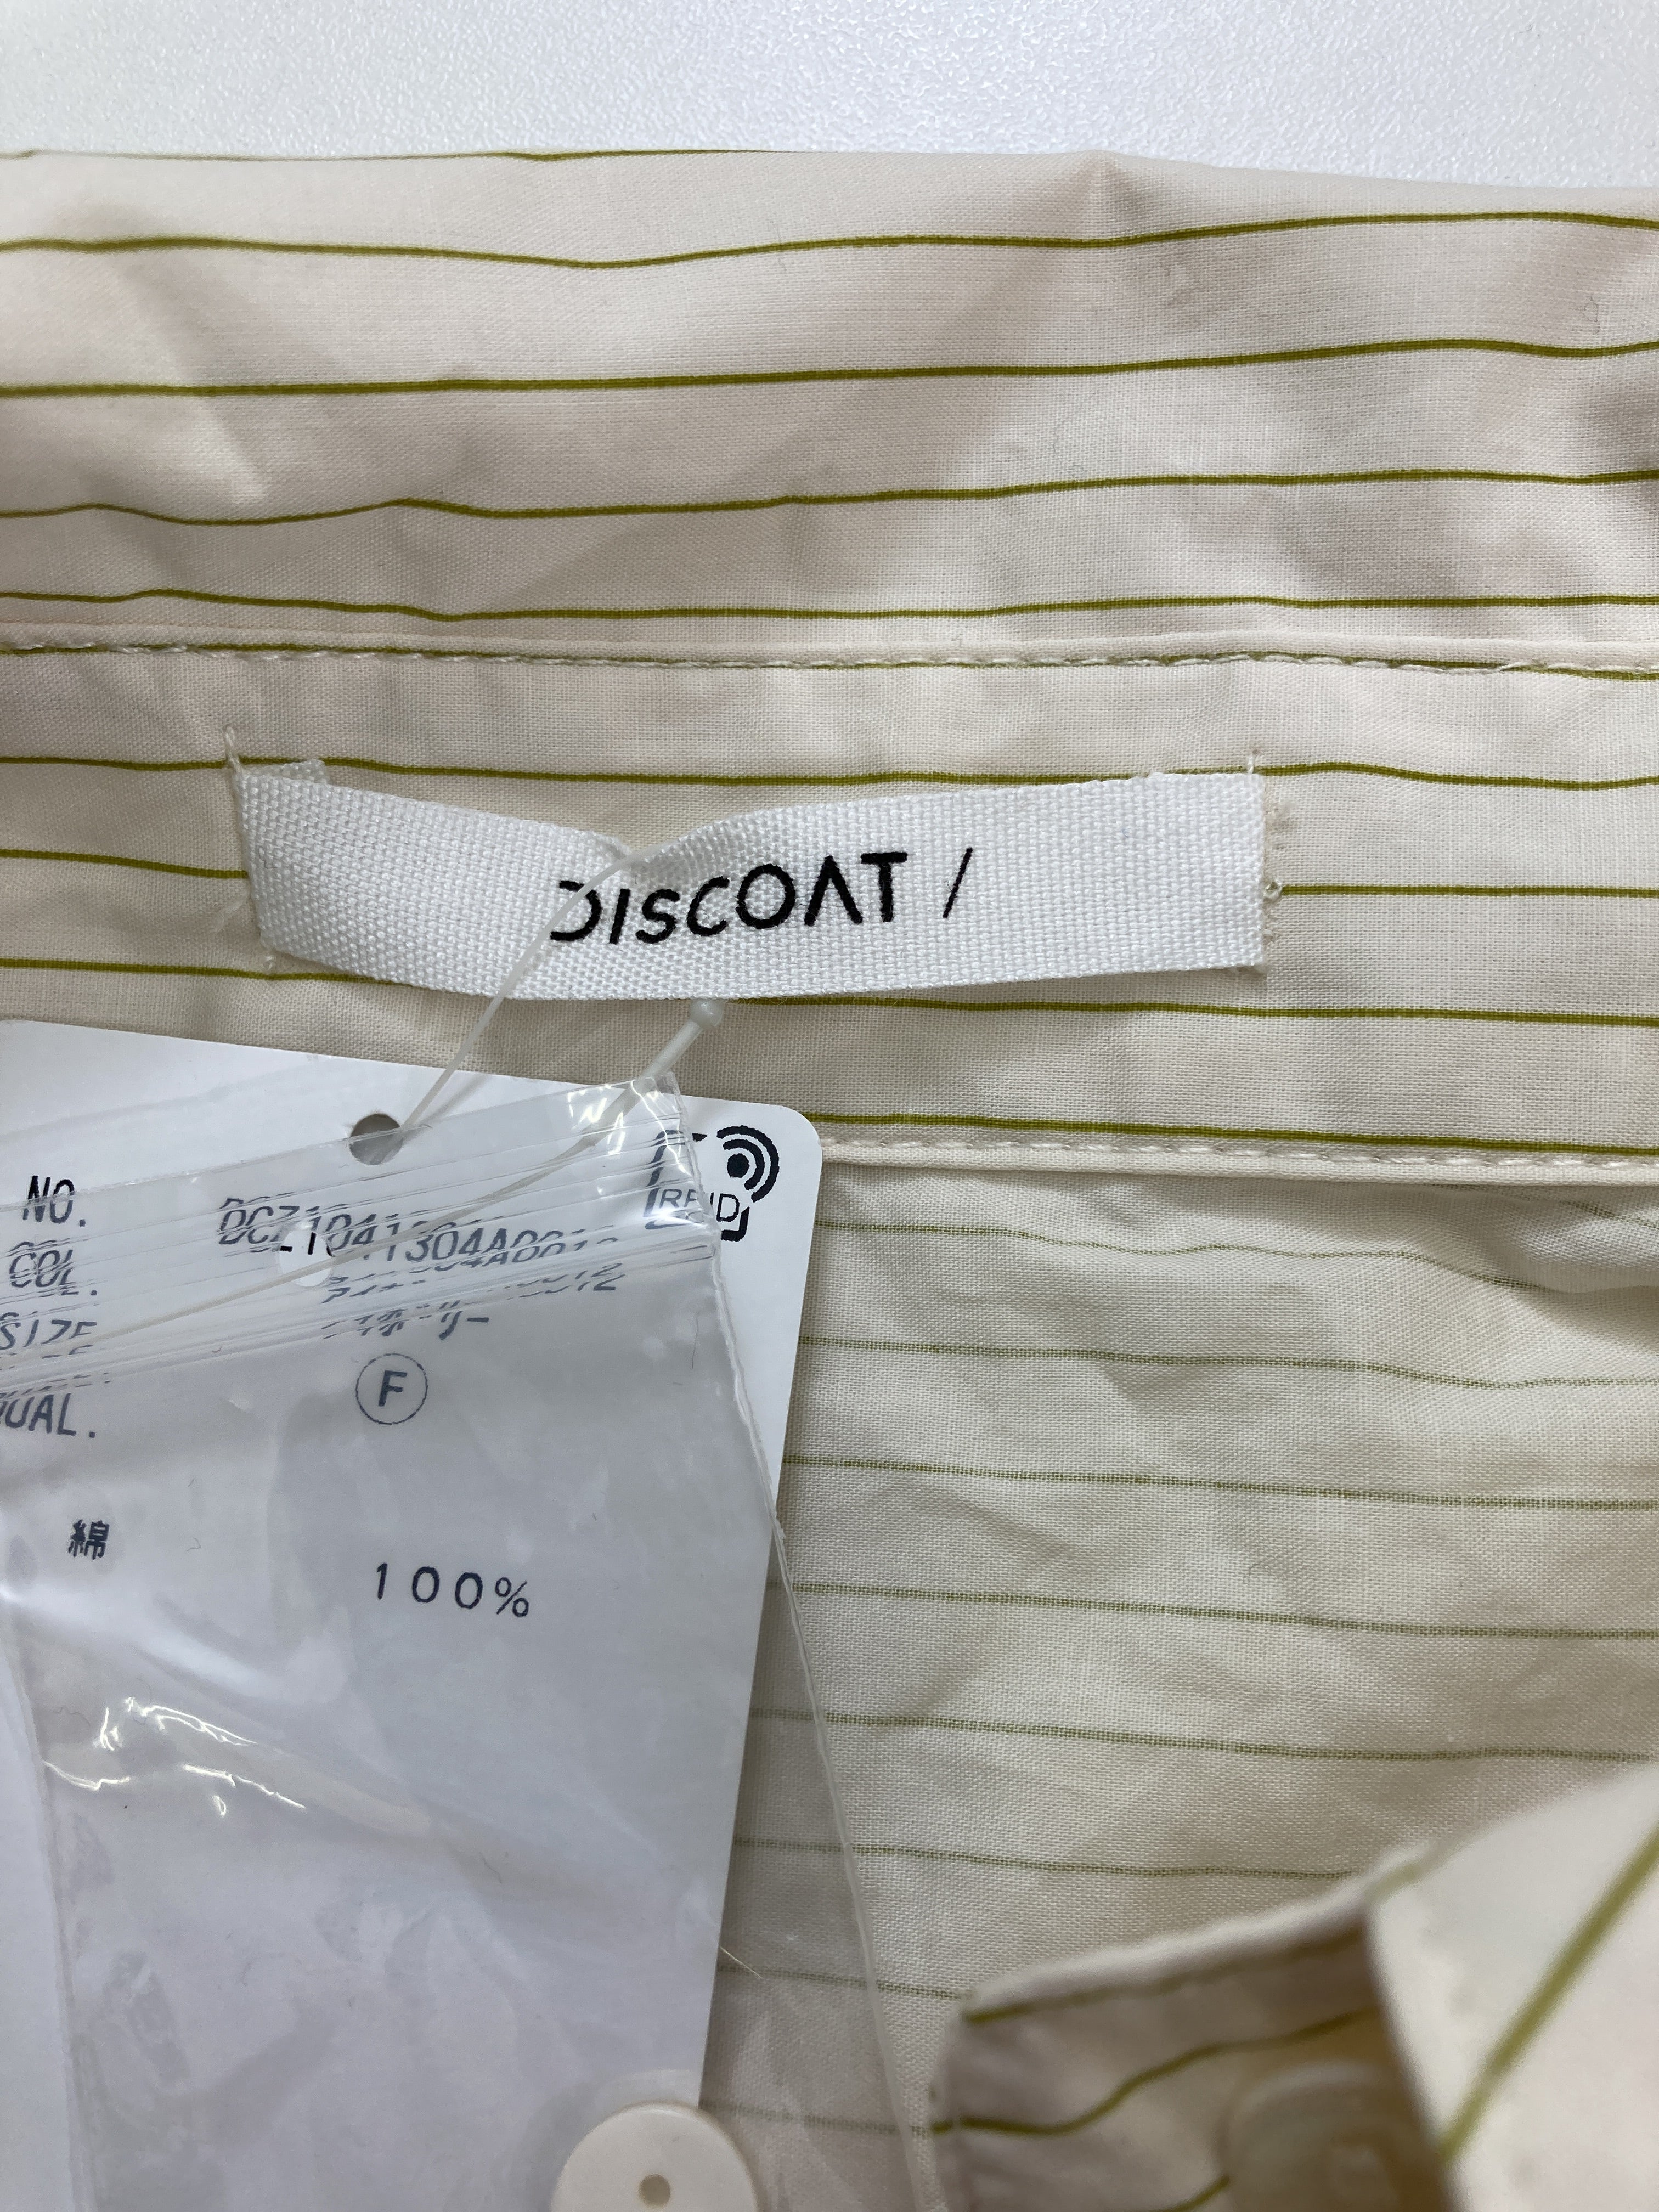 DISCOAT /
RFID
NO.
COL.
SIZE
QUAL.
F
綿
100%